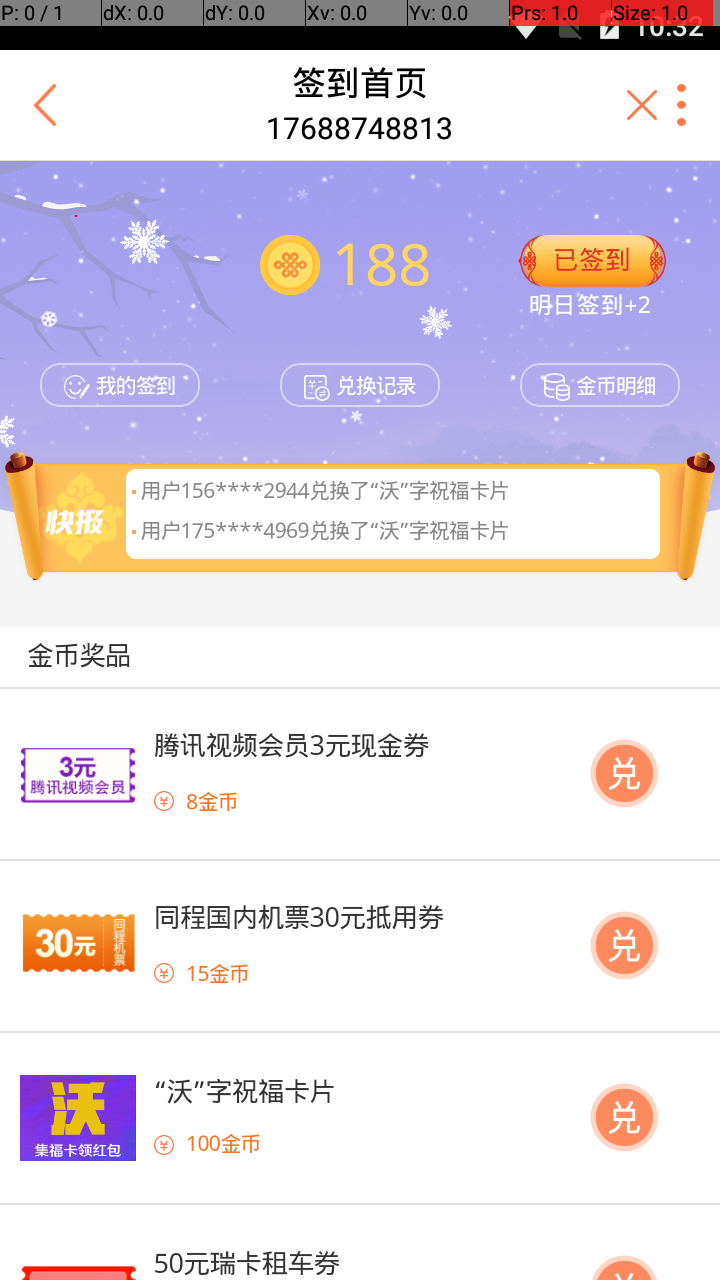 P: 0 / 1 dX: 0.0 dY: 0.0 Xv: 0.0 Yv: 0.0 Prs: 1.0 Size: 1.0
10:32
签到首页
17688748813
188
已签到
明日签到+2
我的签到 兑换记录 金币明细
快报
用户156****2944兑换了“沃”字祝福卡片
用户175****4969兑换了“沃”字祝福卡片
金币奖品
3元
腾讯视频会员
腾讯视频会员3元现金券
¥ 8金币
兑
30元
同程机票
同程国内机票30元抵用券
¥ 15金币
兑
沃
集福卡领红包
“沃”字祝福卡片
¥ 100金币
兑
50元瑞卡租车券